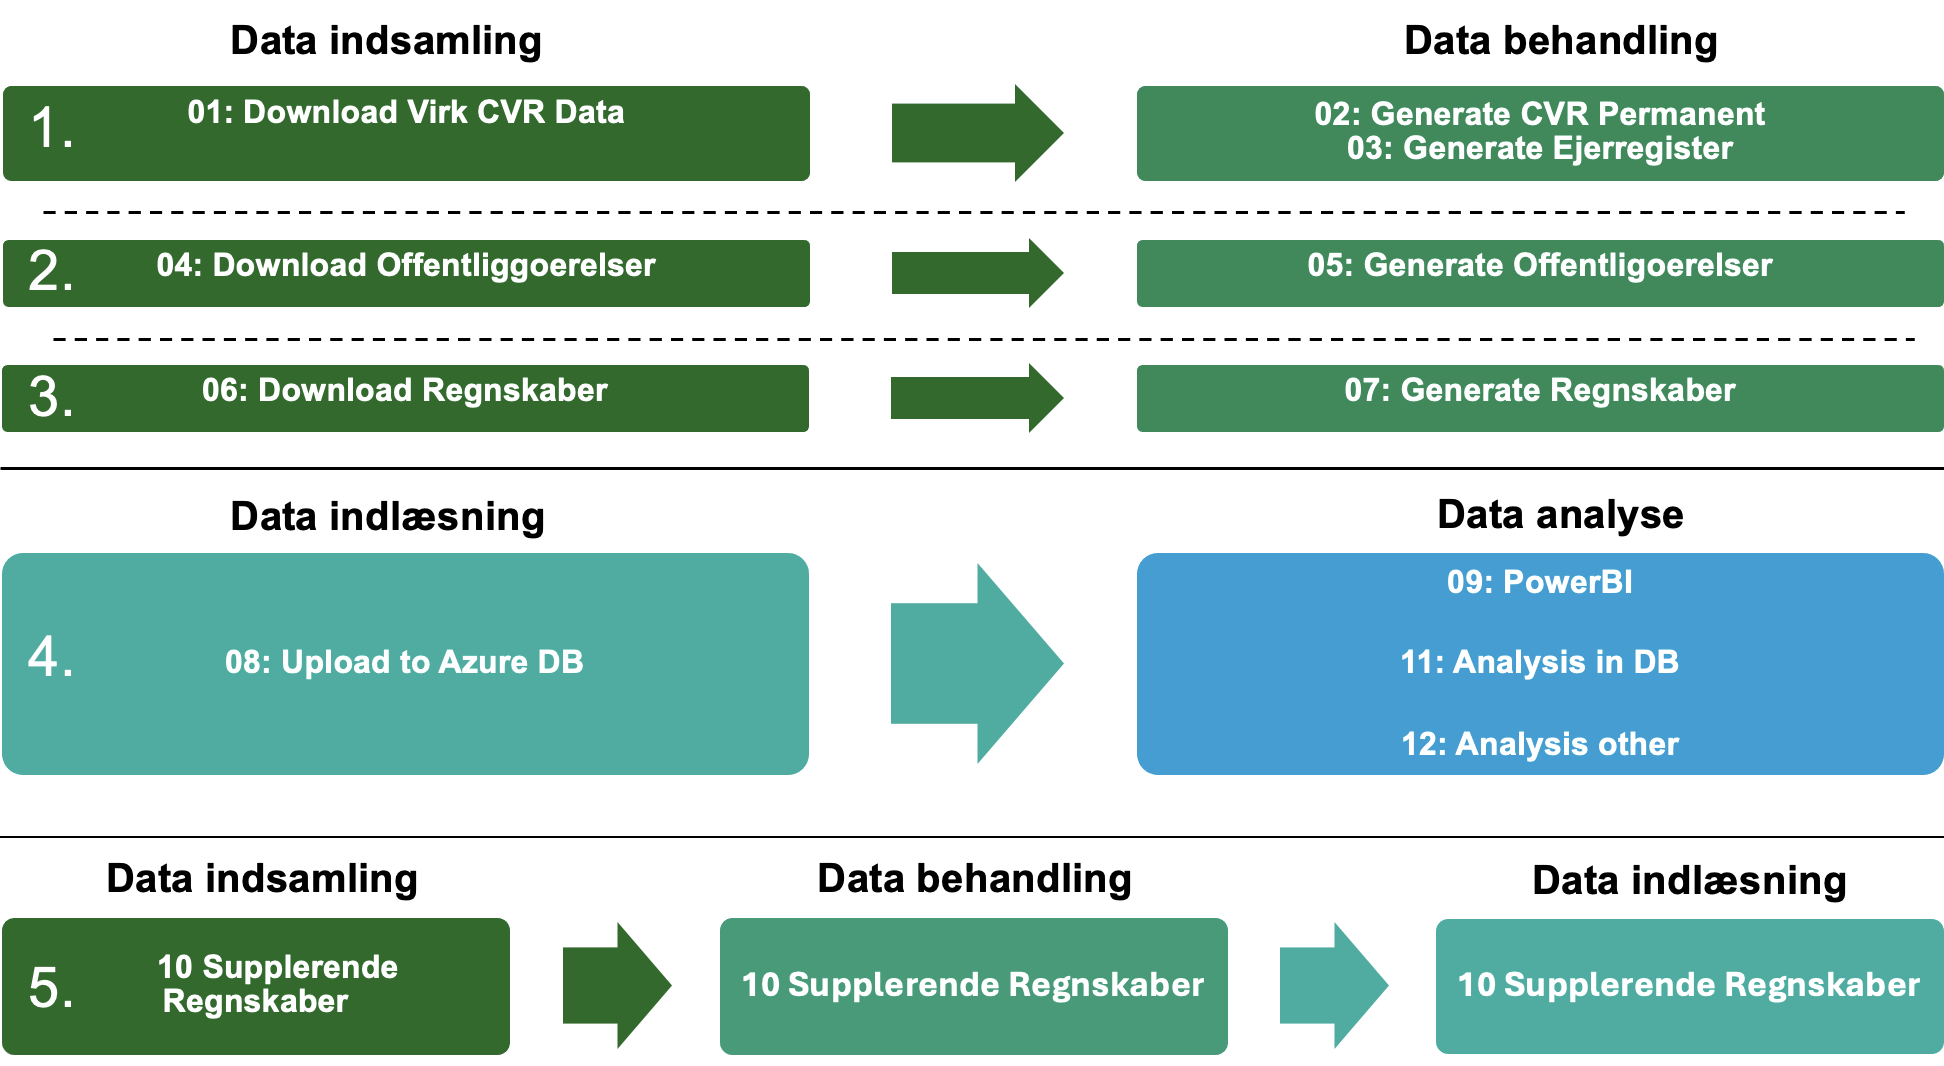 Data indsamling
Data behandling
1.
01: Download Virk CVR Data
02: Generate CVR Permanent
03: Generate Ejerregister
2.
04: Download Offentliggoerelser
05: Generate Offentligoerelser
3.
06: Download Regnskaber
07: Generate Regnskaber
Data indlæsning
Data analyse
4.
08: Upload to Azure DB
09: PowerBI
11: Analysis in DB
12: Analysis other
Data indsamling
Data behandling
Data indlæsning
5.
10 Supplerende
Regnskaber
10 Supplerende Regnskaber
10 Supplerende Regnskaber